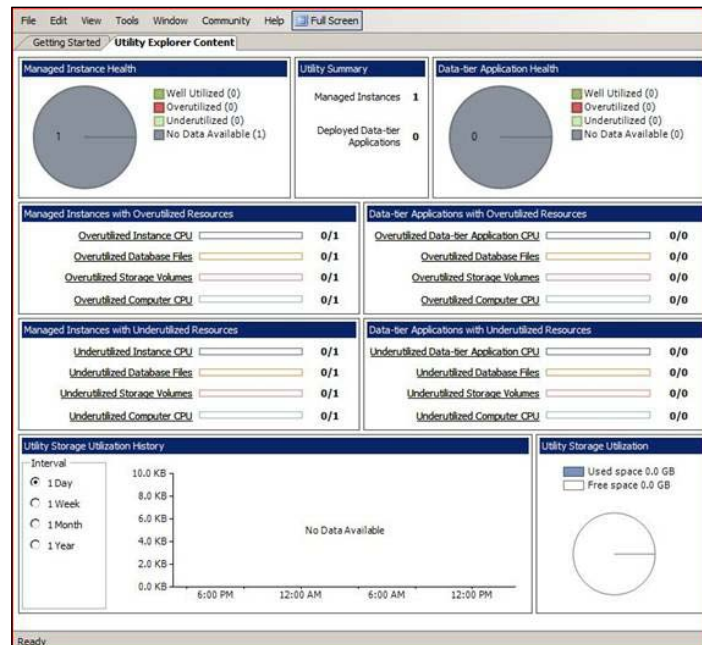 File Edit View Tools Window Community Help Full Screen
Getting Started Utility Explorer Content
Managed Instance Health
1
Well Utilized (0)
Overutilized (0)
Underutilized (0)
No Data Available (1)
Utility Summary
Managed Instances 1
Deployed Data-tier
Applications 0
Data-tier Application Health
0
Well Utilized (0)
Overutilized (0)
Underutilized (0)
No Data Available (0)
Managed Instances with Overutilized Resources
Overutilized Instance CPU 0/1
Overutilized Database Files 0/1
Overutilized Storage Volumes 0/1
Overutilized Computer CPU 0/1
Data-tier Applications with Overutilized Resources
Overutilized Data-tier Application CPU 0/0
Overutilized Database Files 0/0
Overutilized Storage Volumes 0/0
Overutilized Computer CPU 0/0
Managed Instances with Underutilized Resources
Underutilized Instance CPU 0/1
Underutilized Database Files 0/1
Underutilized Storage Volumes 0/1
Underutilized Computer CPU 0/1
Data-tier Applications with Underutilized Resources
Underutilized Data-tier Application CPU 0/0
Underutilized Database Files 0/0
Underutilized Storage Volumes 0/0
Underutilized Computer CPU 0/0
Utility Storage Utilization History
Interval
1 Day
1 Week
1 Month
1 Year
10.0 KB
8.0 KB
6.0 KB
4.0 KB
2.0 KB
0.0 KB
No Data Available
6:00 PM 12:00 AM 6:00 AM 12:00 PM
Utility Storage Utilization
Used space 0.0 GB
Free space 0.0 GB
Ready